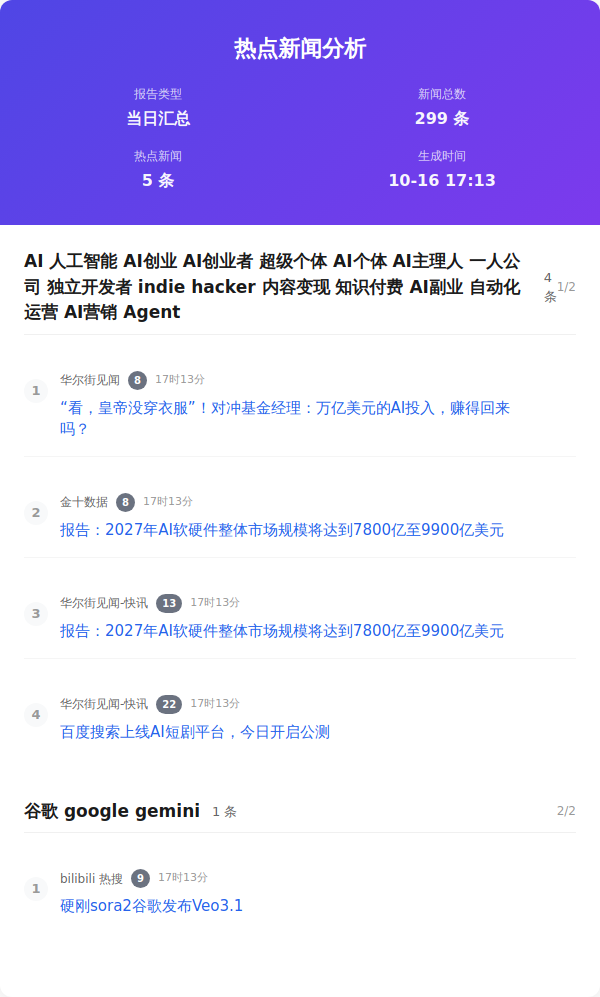 热点新闻分析
报告类型
新闻总数
当日汇总
299 条
热点新闻
生成时间
5 条
10-16 17:13
AI 人工智能 AI创业 AI创业者 超级个体 AI个体 AI主理人 一人公
司 独立开发者 indie hacker 内容变现 知识付费 AI副业 自动化
运营 AI营销 Agent
4
条
1/2
1
华尔街见闻 8 17时13分
“看，皇帝没穿衣服”！对冲基金经理：万亿美元的AI投入，赚得回来
吗？
2
金十数据 8 17时13分
报告：2027年AI软硬件整体市场规模将达到7800亿至9900亿美元
3
华尔街见闻-快讯 13 17时13分
报告：2027年AI软硬件整体市场规模将达到7800亿至9900亿美元
4
华尔街见闻-快讯 22 17时13分
百度搜索上线AI短剧平台，今日开启公测
谷歌 google gemini 1 条 2/2
1
bilibili 热搜 9 17时13分
硬刚sora2谷歌发布Veo3.1